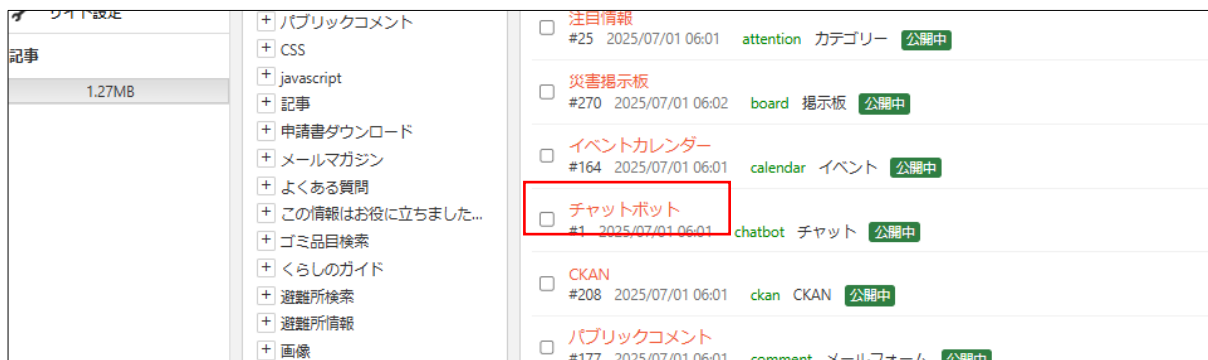 サイト設定
記事
1.27MB
+ パブリックコメント
+ CSS
+ javascript
+ 記事
+ 申請書ダウンロード
+ メールマガジン
+ よくある質問
+ この情報はお役に立ちました...
+ ゴミ品目検索
+ くらしのガイド
+ 避難所検索
+ 避難所情報
+ 画像
注目情報
#25 2025/07/01 06:01 attention カテゴリー 公開中
災害掲示板
#270 2025/07/01 06:02 board 掲示板 公開中
イベントカレンダー
#164 2025/07/01 06:01 calendar イベント 公開中
チャットボット
#1 2025/07/01 06:01 chatbot チャット 公開中
CKAN
#208 2025/07/01 06:01 ckan CKAN 公開中
パブリックコメント
#177 2025/07/01 06:01 comment メールフォーム 公開中